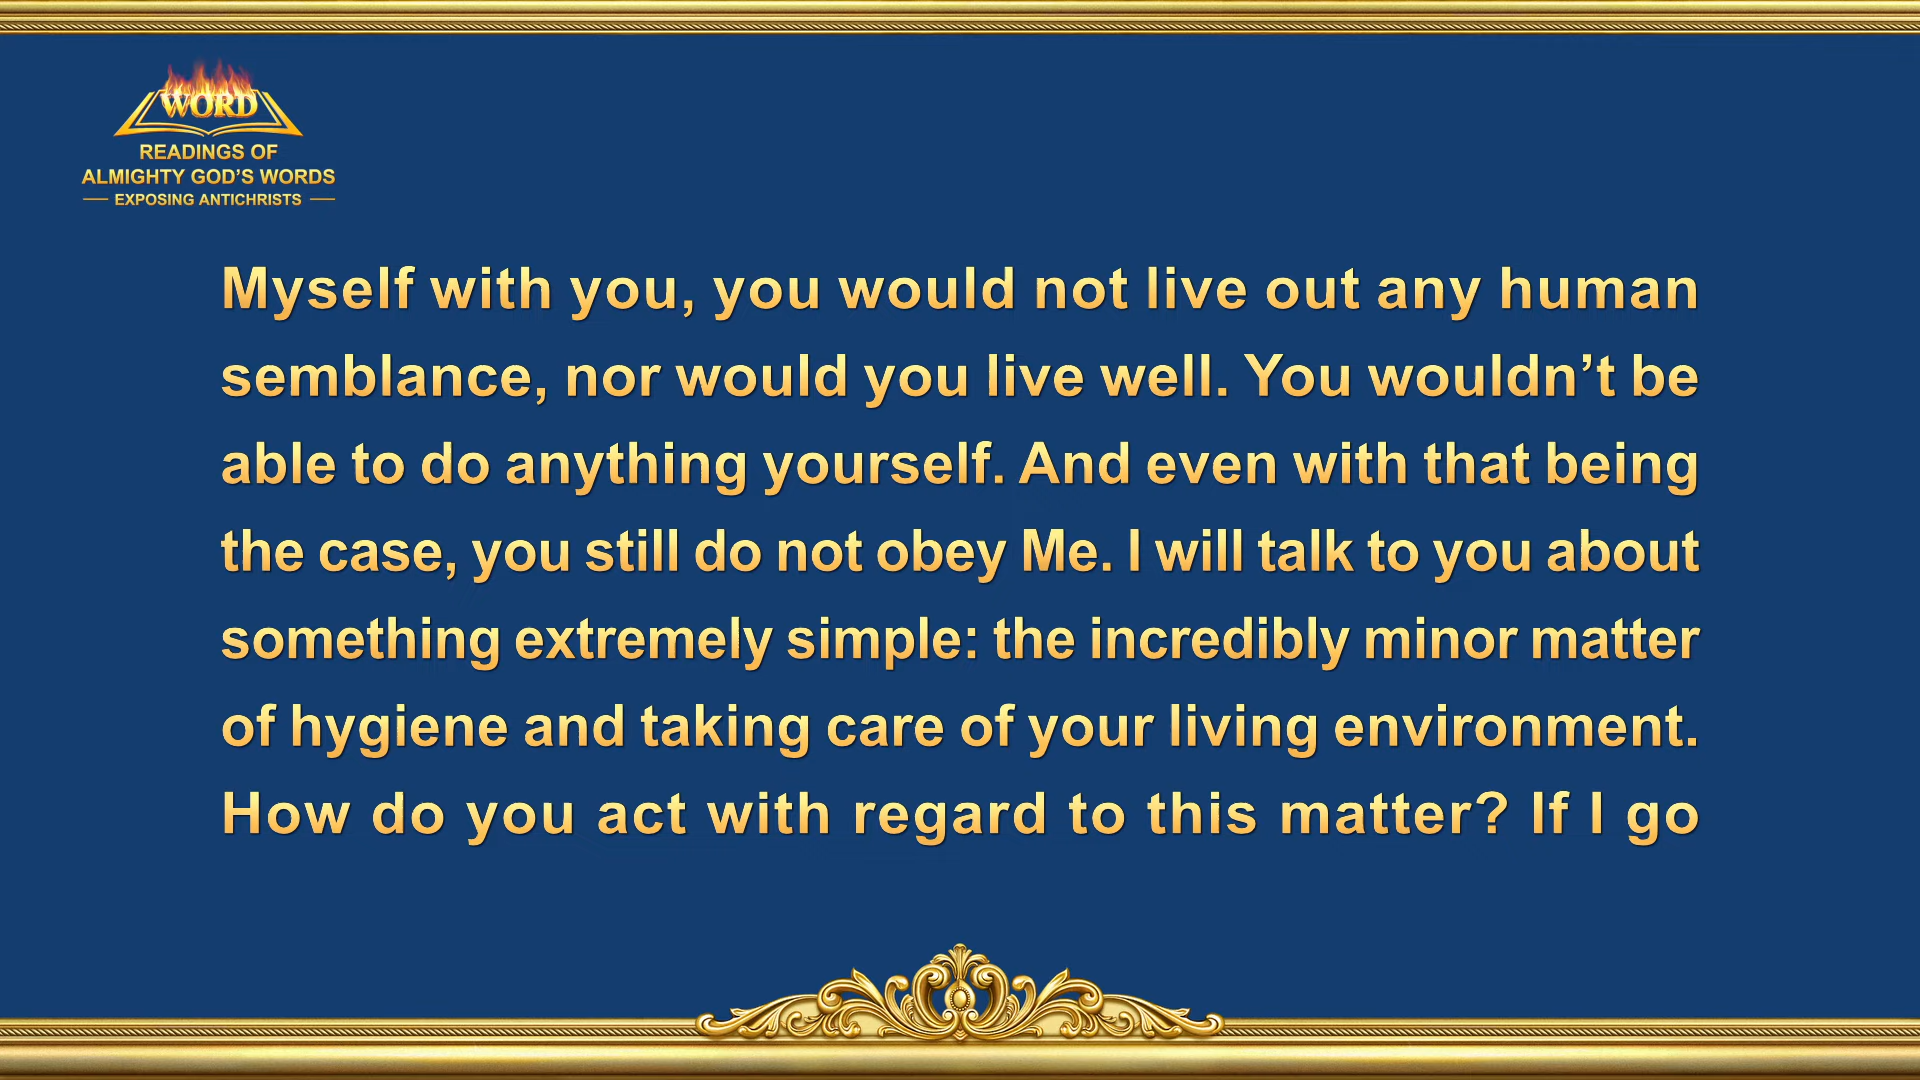 WORD
READINGS OF
ALMIGHTY GOD’S WORDS
EXPOSING ANTICHRISTS
Myself with you, you would not live out any human
semblance, nor would you live well. You wouldn’t be
able to do anything yourself. And even with that being
the case, you still do not obey Me. I will talk to you about
something extremely simple: the incredibly minor matter
of hygiene and taking care of your living environment.
How do you act with regard to this matter? If I go